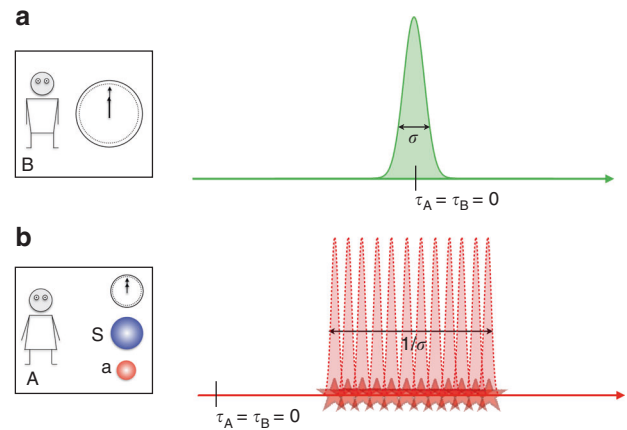 a
B
σ
τA = τB = 0
b
S
a
A
1/σ
τA = τB = 0